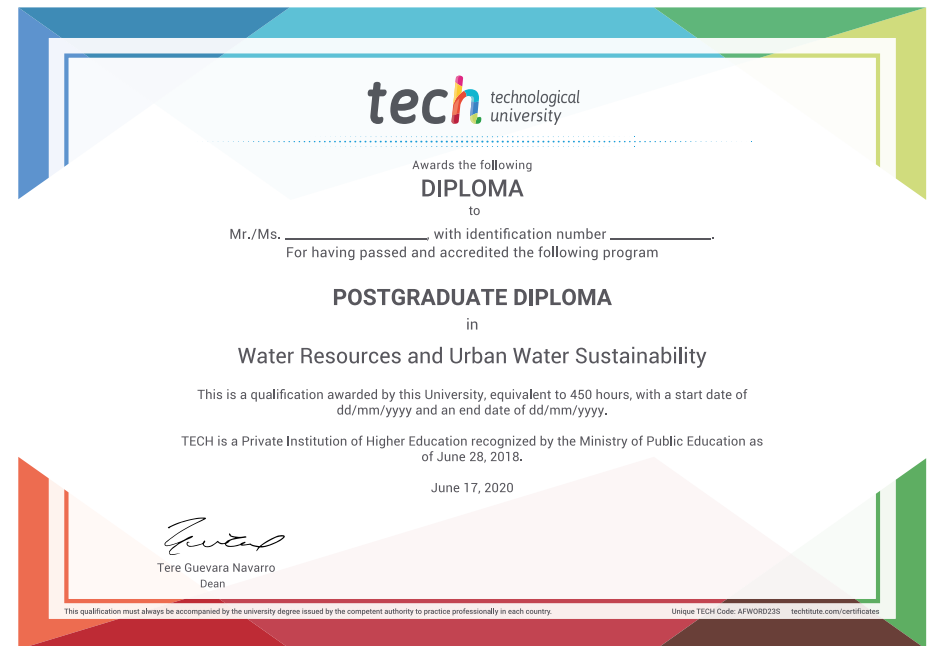 tech technological
university
Awards the following
DIPLOMA
to
Mr./Ms. ____________________, with identification number ______________.
For having passed and accredited the following program
POSTGRADUATE DIPLOMA
in
Water Resources and Urban Water Sustainability
This is a qualification awarded by this University, equivalent to 450 hours, with a start date of
dd/mm/yyyy and an end date of dd/mm/yyyy.
TECH is a Private Institution of Higher Education recognized by the Ministry of Public Education as
of June 28, 2018.
June 17, 2020
Tere Guevara Navarro
Dean
This qualification must always be accompanied by the university degree issued by the competent authority to practice professionally in each country. Unique TECH Code: AFWORD23S techtitute.com/certificates